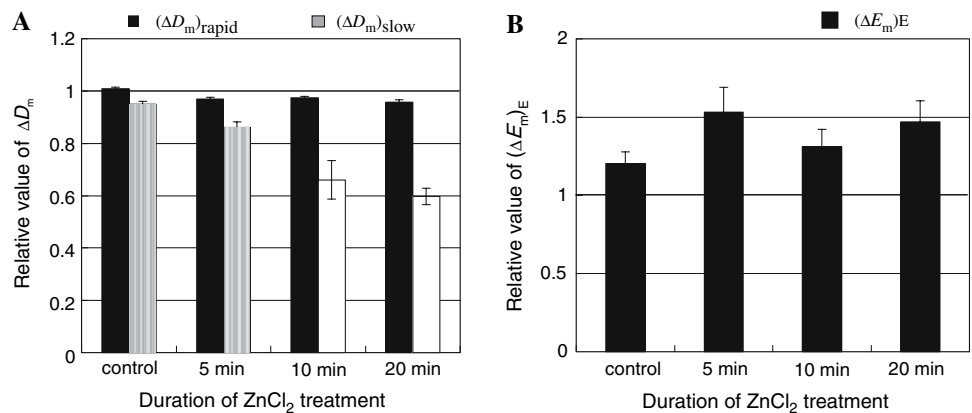 A
(ΔDm)rapid
(ΔDm)slow
1.2
1
0.8
0.6
0.4
0.2
0
Relative value of ΔDm
control
5 min
10 min
20 min
Duration of ZnCl2 treatment
B
(ΔEm)E
2
1.5
1
0.5
0
Relative value of (ΔEm)E
control
5 min
10 min
20 min
Duration of ZnCl2 treatment